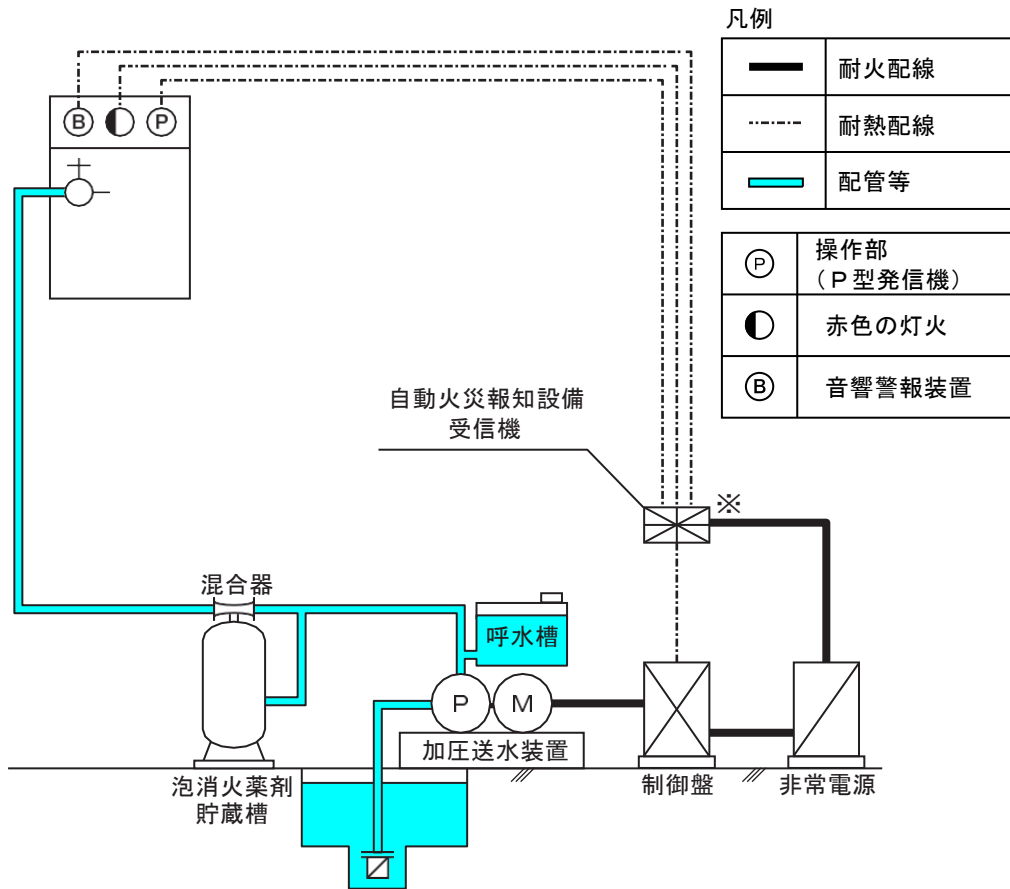 凡例
耐火配線
耐熱配線
配管等
B
P
P
操作部
(P型発信機)
赤色の灯火
B
音響警報装置
自動火災報知設備
受信機
※
混合器
呼水槽
P
M
加圧送水装置
泡消火薬剤
貯蔵槽
制御盤
非常電源